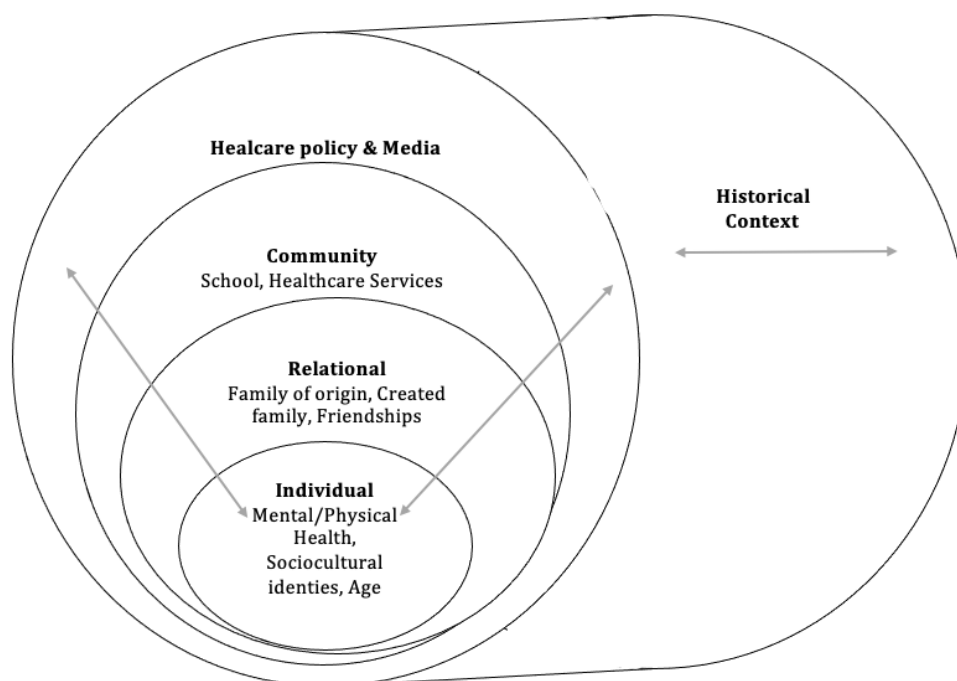 Healcare policy & Media
Historical
Context
Community
School, Healthcare Services
Relational
Family of origin, Created
family, Friendships
Individual
Mental/Physical
Health,
Sociocultural
identies, Age